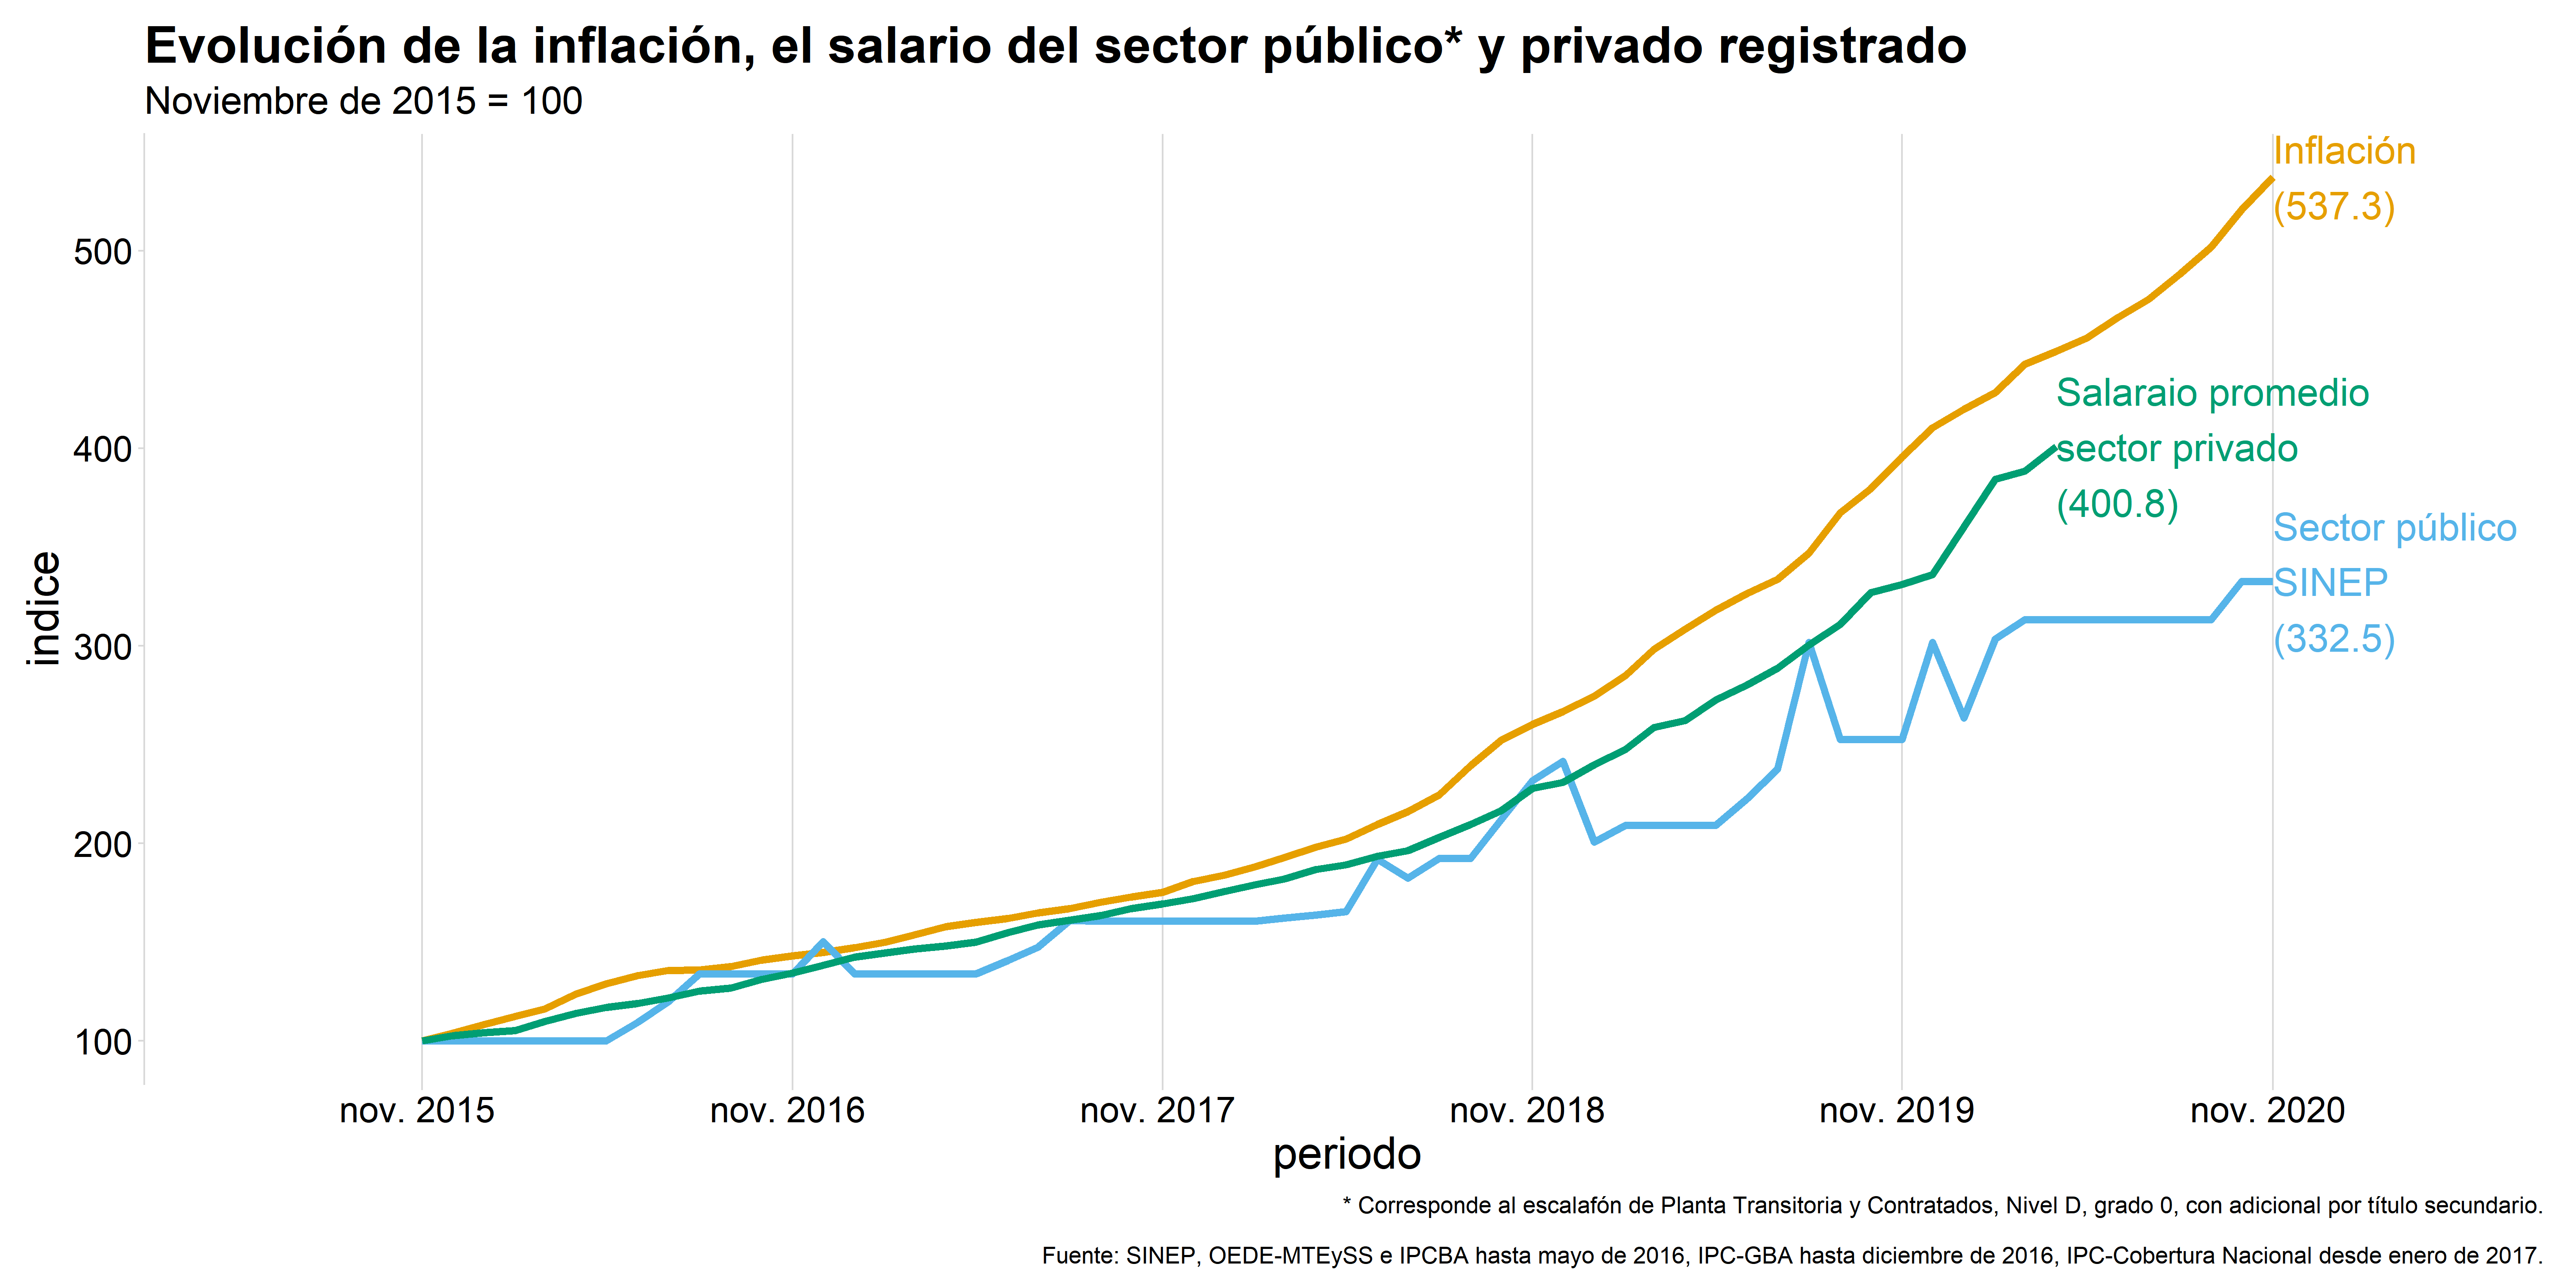 Evolución de la inflación, el salario del sector público* y privado registrado
Noviembre de 2015 = 100
Inflación
(537.3)
Salaraio promedio
sector privado
(400.8)
Sector público
SINEP
(332.5)
indice
500
400
300
200
100
nov. 2015
nov. 2016
nov. 2017
nov. 2018
nov. 2019
nov. 2020
periodo
* Corresponde al escalafón de Planta Transitoria y Contratados, Nivel D, grado 0, con adicional por título secundario.
Fuente: SINEP, OEDE-MTEySS e IPCBA hasta mayo de 2016, IPC-GBA hasta diciembre de 2016, IPC-Cobertura Nacional desde enero de 2017.